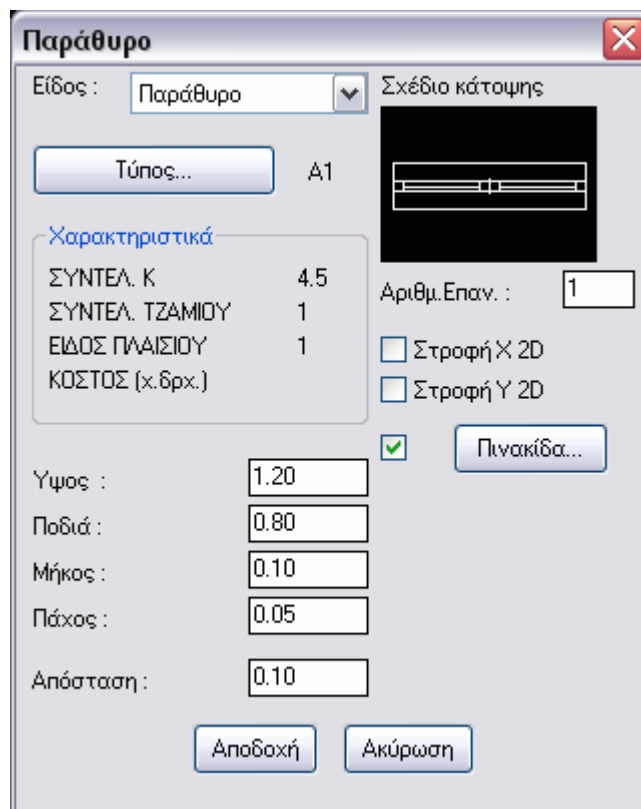 Παράθυρο
Είδος :
Παράθυρο
Σχέδιο κάτοψης
Τύπος...
A1
Χαρακτηριστικά
ΣΥΝΤΕΛ. Κ 4.5
ΣΥΝΤΕΛ. ΤΖΑΜΙΟΥ 1
ΕΙΔΟΣ ΠΛΑΙΣΙΟΥ 1
ΚΟΣΤΟΣ (χ.δρχ.)
Αριθμ.Επαν. : 1
Στροφή Χ 2D
Στροφή Υ 2D
Πινακίδα...
Υψος : 1.20
Ποδιά : 0.80
Μήκος : 0.10
Πάχος : 0.05
Απόσταση : 0.10
Αποδοχή
Ακύρωση